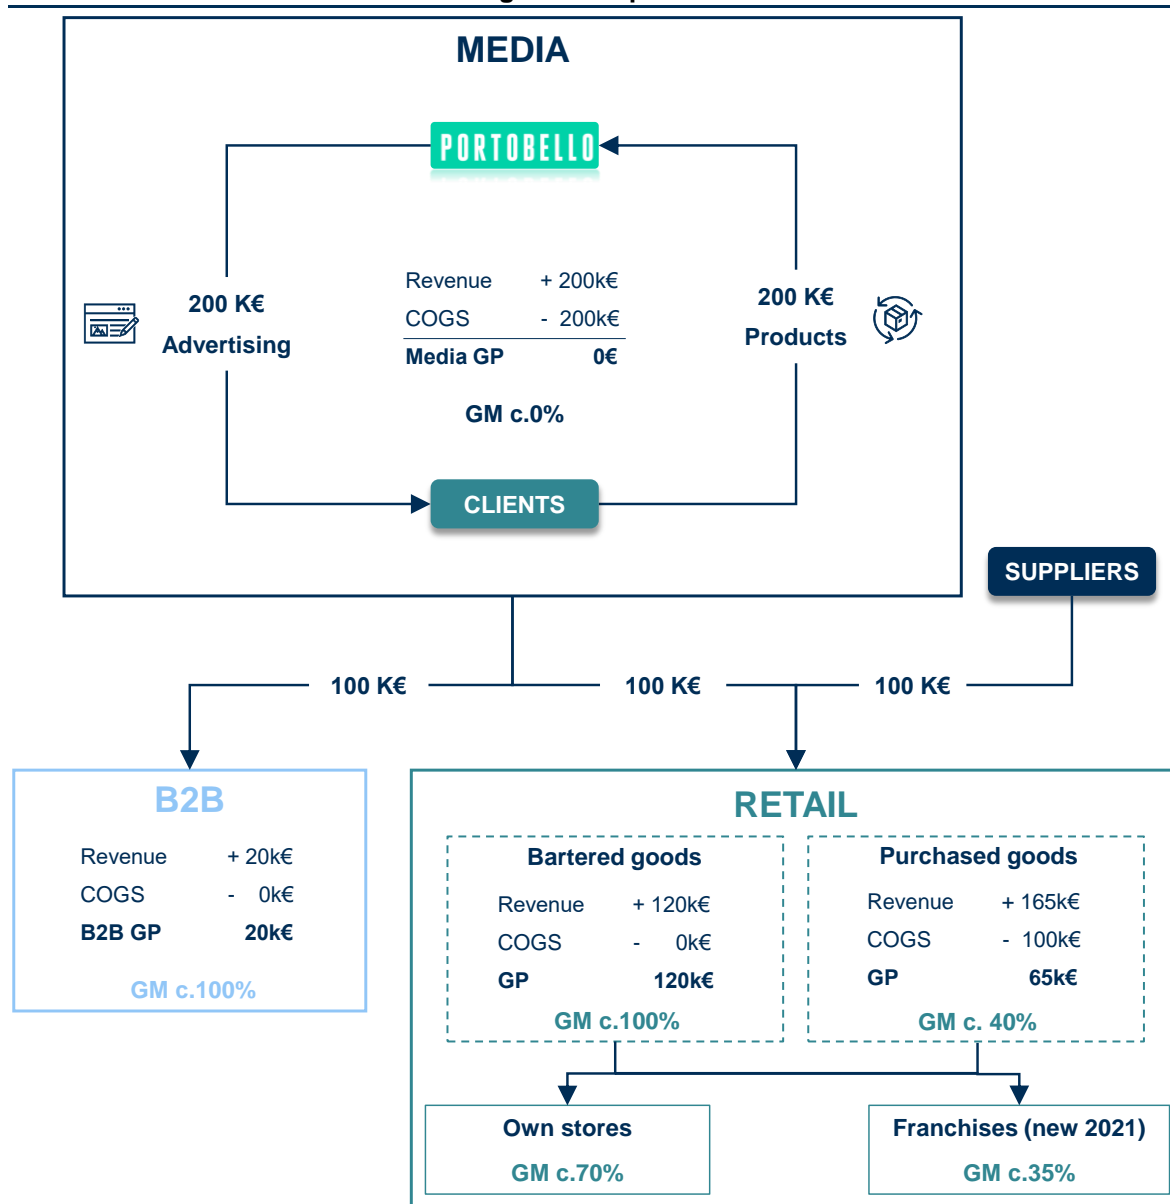 MEDIA
PORTOBELLO
200 K€
Advertising
Revenue + 200k€
COGS - 200k€
Media GP 0€
GM c.0%
200 K€
Products
CLIENTS
SUPPLIERS
100 K€ 100 K€ 100 K€
B2B
Revenue + 20k€
COGS - 0k€
B2B GP 20k€
GM c.100%
RETAIL
Bartered goods
Revenue + 120k€
COGS - 0k€
GP 120k€
GM c.100%
Purchased goods
Revenue + 165k€
COGS - 100k€
GP 65k€
GM c. 40%
Own stores
GM c.70%
Franchises (new 2021)
GM c.35%